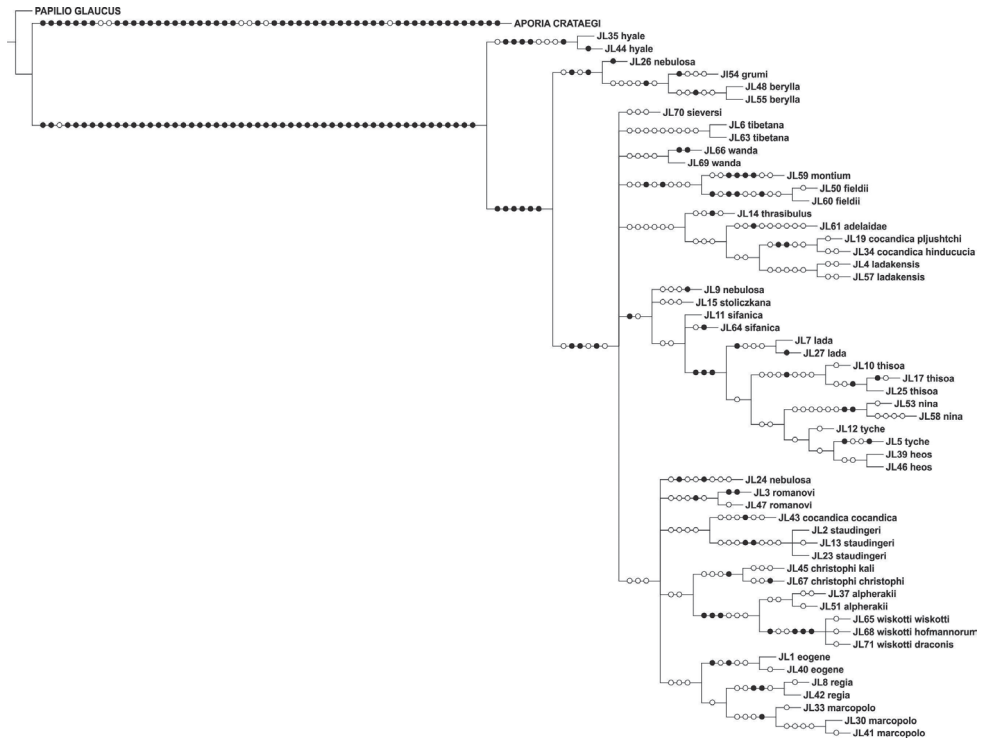 PAPILIO GLAUCUS
APORIA CRATAEGI
JL35 hyale
JL44 hyale
JL26 nebulosa
Jl54 grumi
JL48 berylla
JL55 berylla
JL70 sieversi
JL6 tibetana
JL63 tibetana
JL66 wanda
JL69 wanda
JL59 montium
JL50 fieldii
JL60 fieldii
JL14 thrasibulus
JL61 adelaidae
JL19 cocandica pljushtchi
JL34 cocandica hinducucia
JL4 ladakensis
JL57 ladakensis
JL9 nebulosa
JL15 stoliczkana
JL11 sifanica
JL64 sifanica
JL7 lada
JL27 lada
JL10 thisoa
JL17 thisoa
JL25 thisoa
JL53 nina
JL58 nina
JL12 tyche
JL5 tyche
JL39 heos
JL46 heos
JL24 nebulosa
JL3 romanovi
JL47 romanovi
JL43 cocandica cocandica
JL2 staudingeri
JL13 staudingeri
JL23 staudingeri
JL45 christophi kali
JL67 christophi christophi
JL37 alpherakii
JL51 alpherakii
JL65 wiskotti wiskotti
JL68 wiskotti hofmannorum
JL71 wiskotti draconis
JL1 eogene
JL40 eogene
JL8 regia
JL42 regia
JL33 marcopolo
JL30 marcopolo
JL41 marcopolo